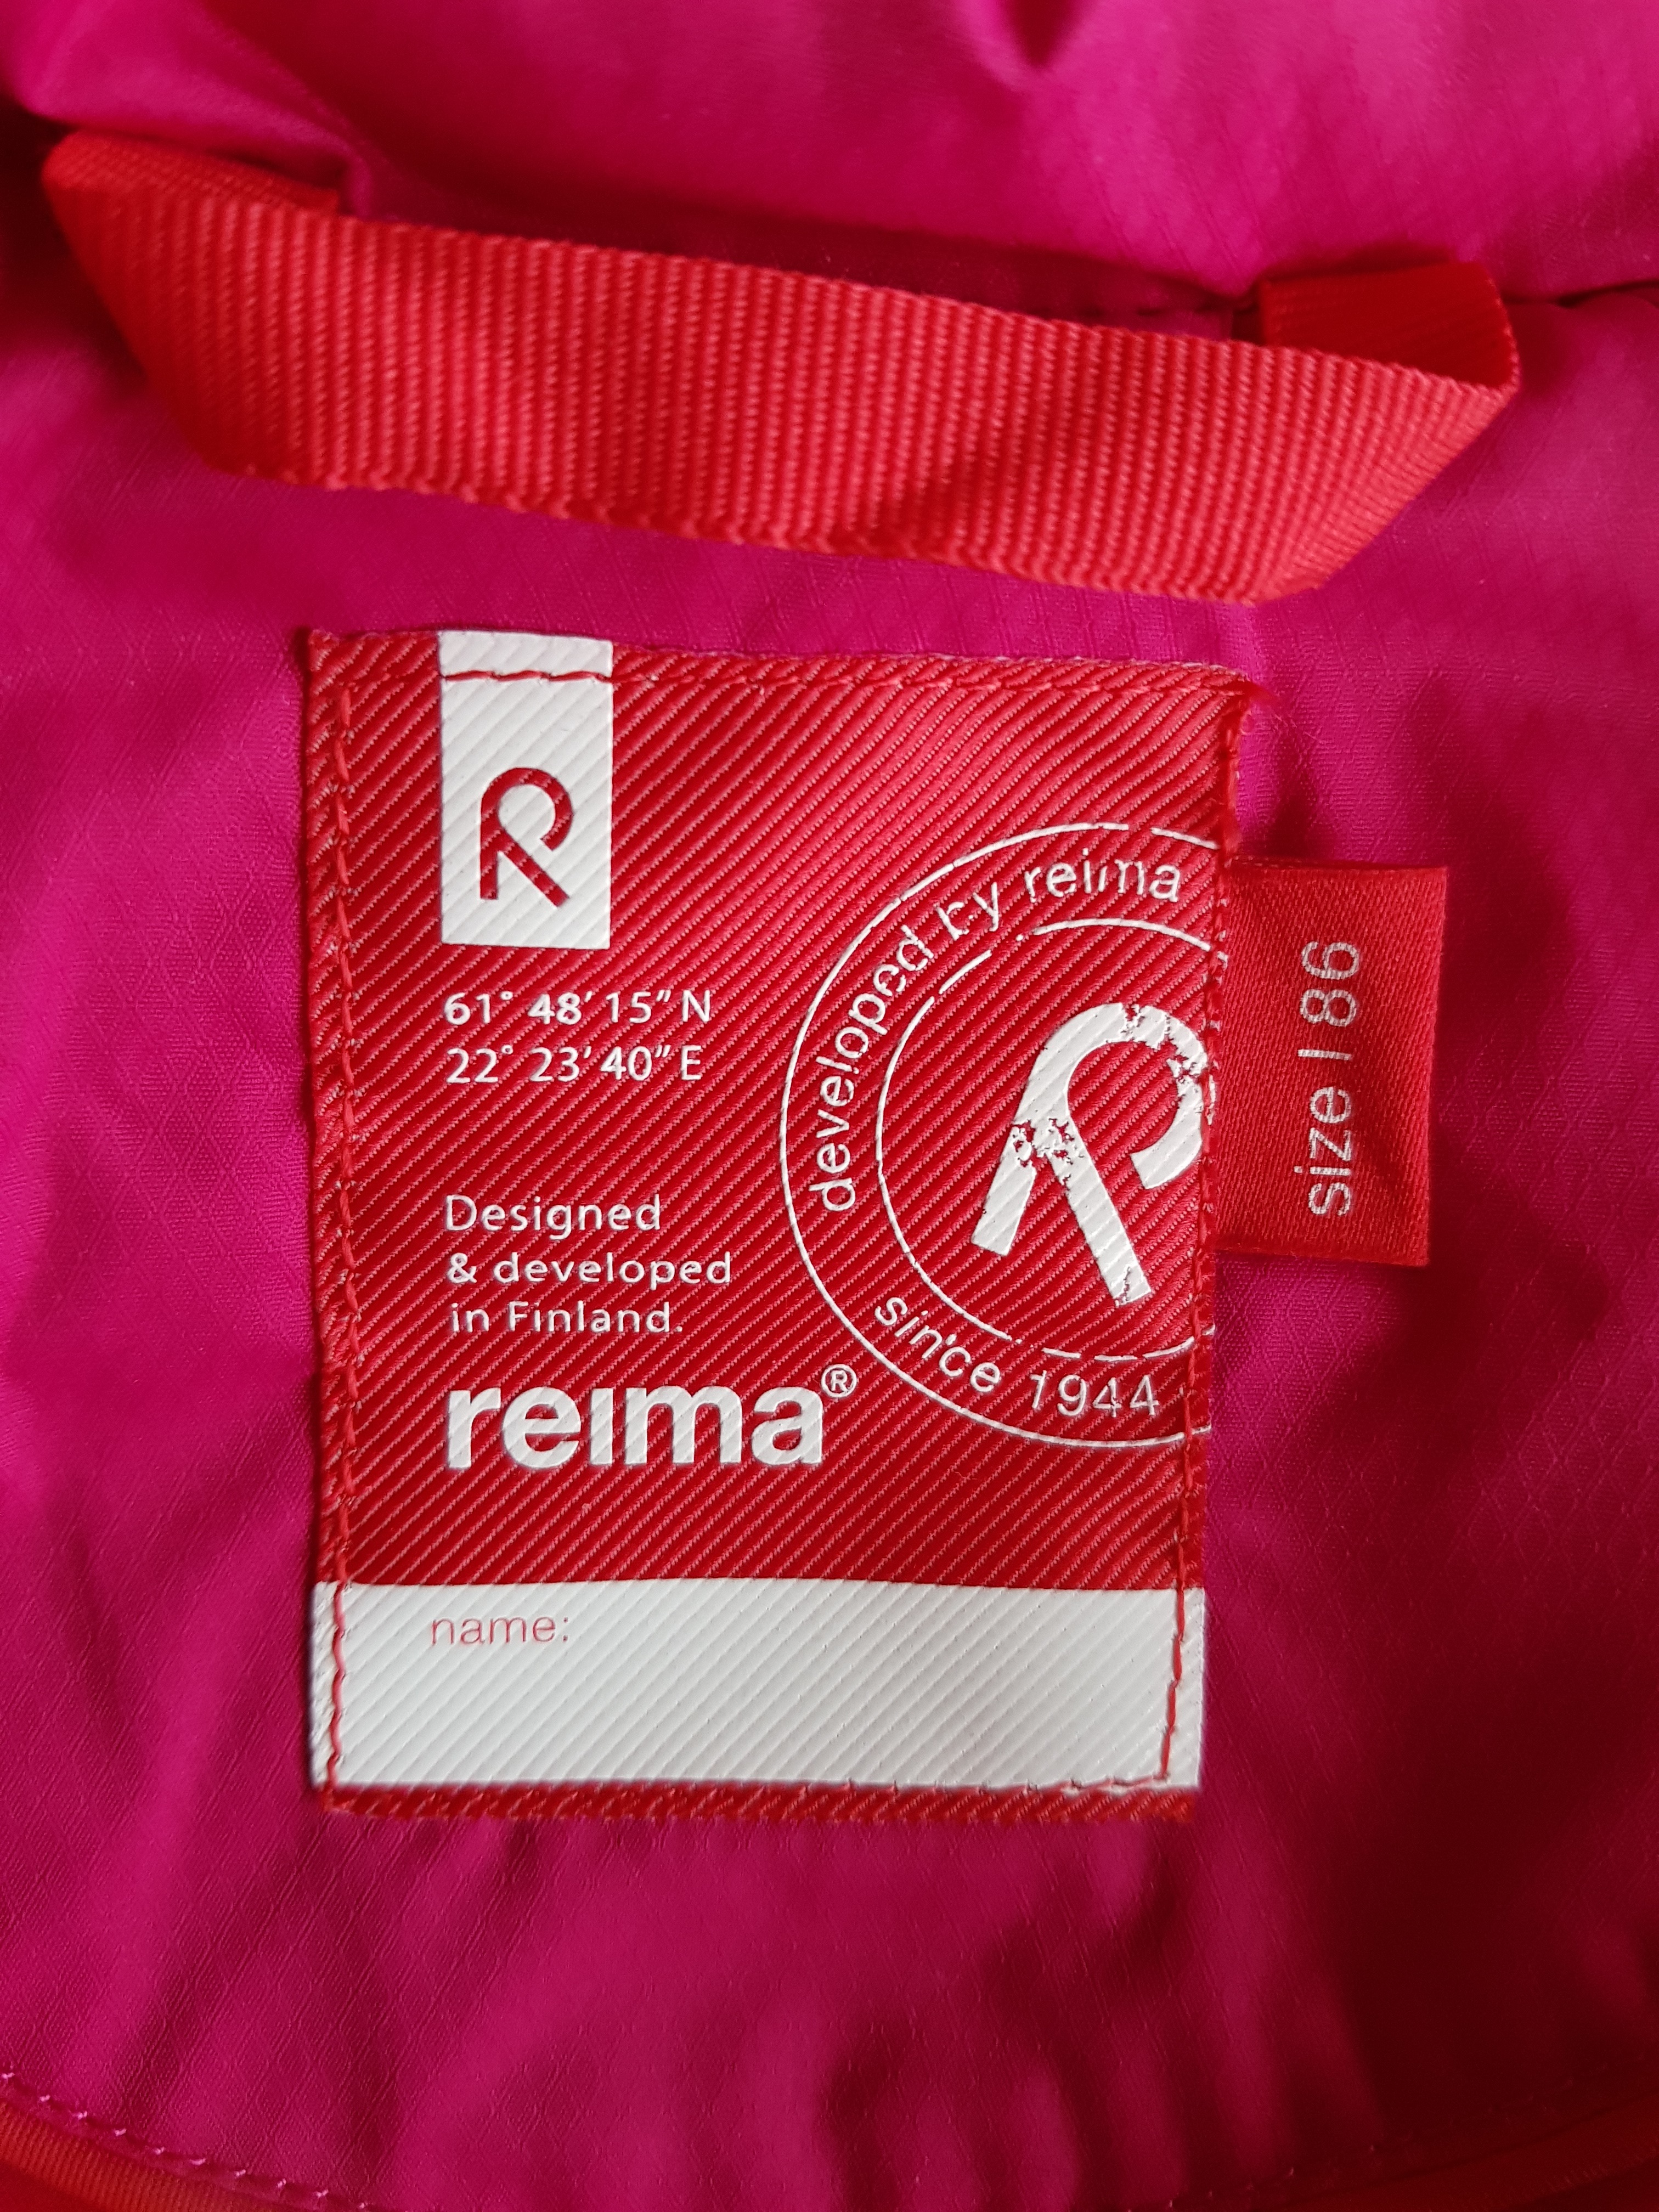 61° 48′ 15″ N
22° 23′ 40″ E
Designed
& developed
in Finland.
reima®
developed by reima
since 1944
size | 86
name: